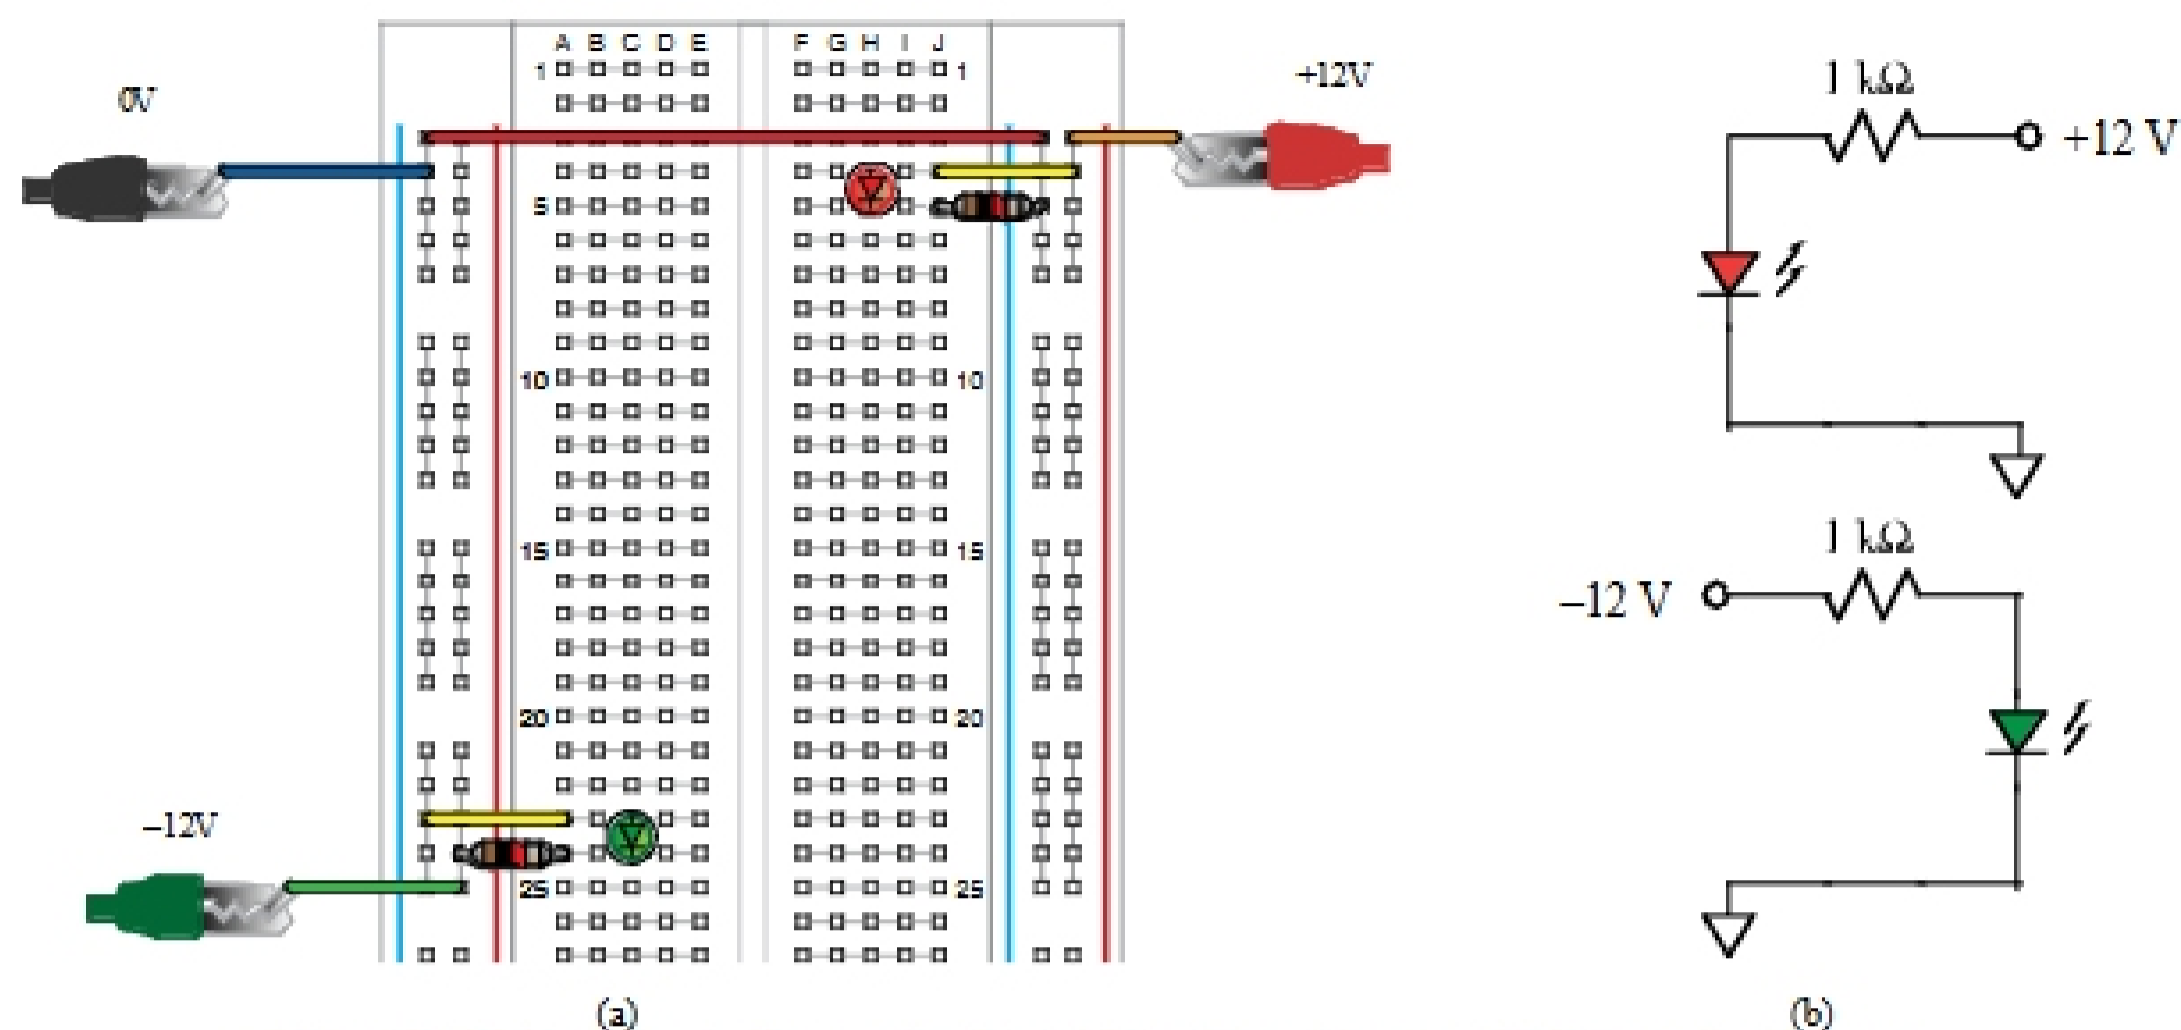 A B C D E F G H I J
1 1
0V
+12V
5
10 10
15 15
20 20
–12V
25 25
(a)
1 kΩ
+12 V
1 kΩ
–12 V
(b)